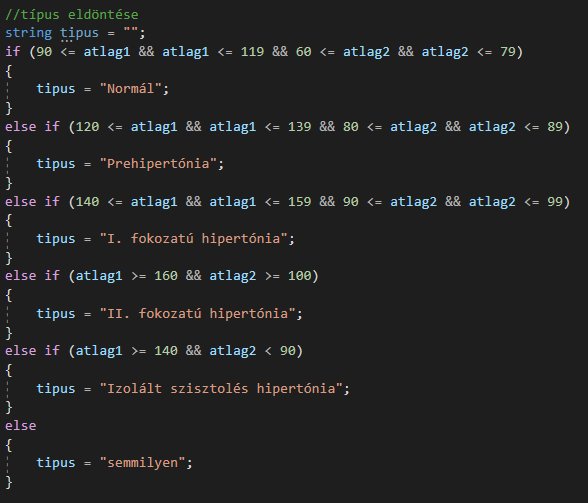 //típus eldöntése
string tipus = "";
if (90 <= atlag1 && atlag1 <= 119 && 60 <= atlag2 && atlag2 <= 79)
{
    tipus = "Normál";
}
else if (120 <= atlag1 && atlag1 <= 139 && 80 <= atlag2 && atlag2 <= 89)
{
    tipus = "Prehipertónia";
}
else if (140 <= atlag1 && atlag1 <= 159 && 90 <= atlag2 && atlag2 <= 99)
{
    tipus = "I. fokozatú hipertónia";
}
else if (atlag1 >= 160 && atlag2 >= 100)
{
    tipus = "II. fokozatú hipertónia";
}
else if (atlag1 >= 140 && atlag2 < 90)
{
    tipus = "Izolált szisztolés hipertónia";
}
else
{
    tipus = "semmilyen";
}